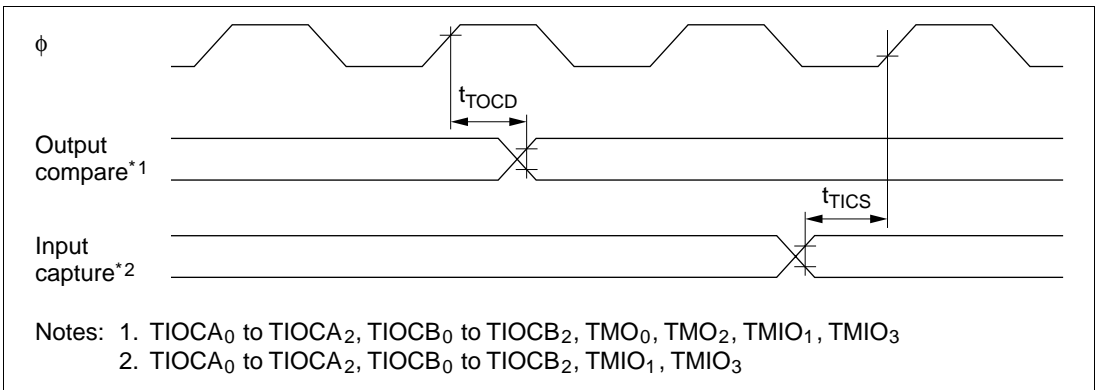 ϕ
tTOCD
Output
compare*1
tTICS
Input
capture*2
Notes: 1. TIOCA0 to TIOCA2, TIOCB0 to TIOCB2, TMO0, TMO2, TMIO1, TMIO3
2. TIOCA0 to TIOCA2, TIOCB0 to TIOCB2, TMIO1, TMIO3